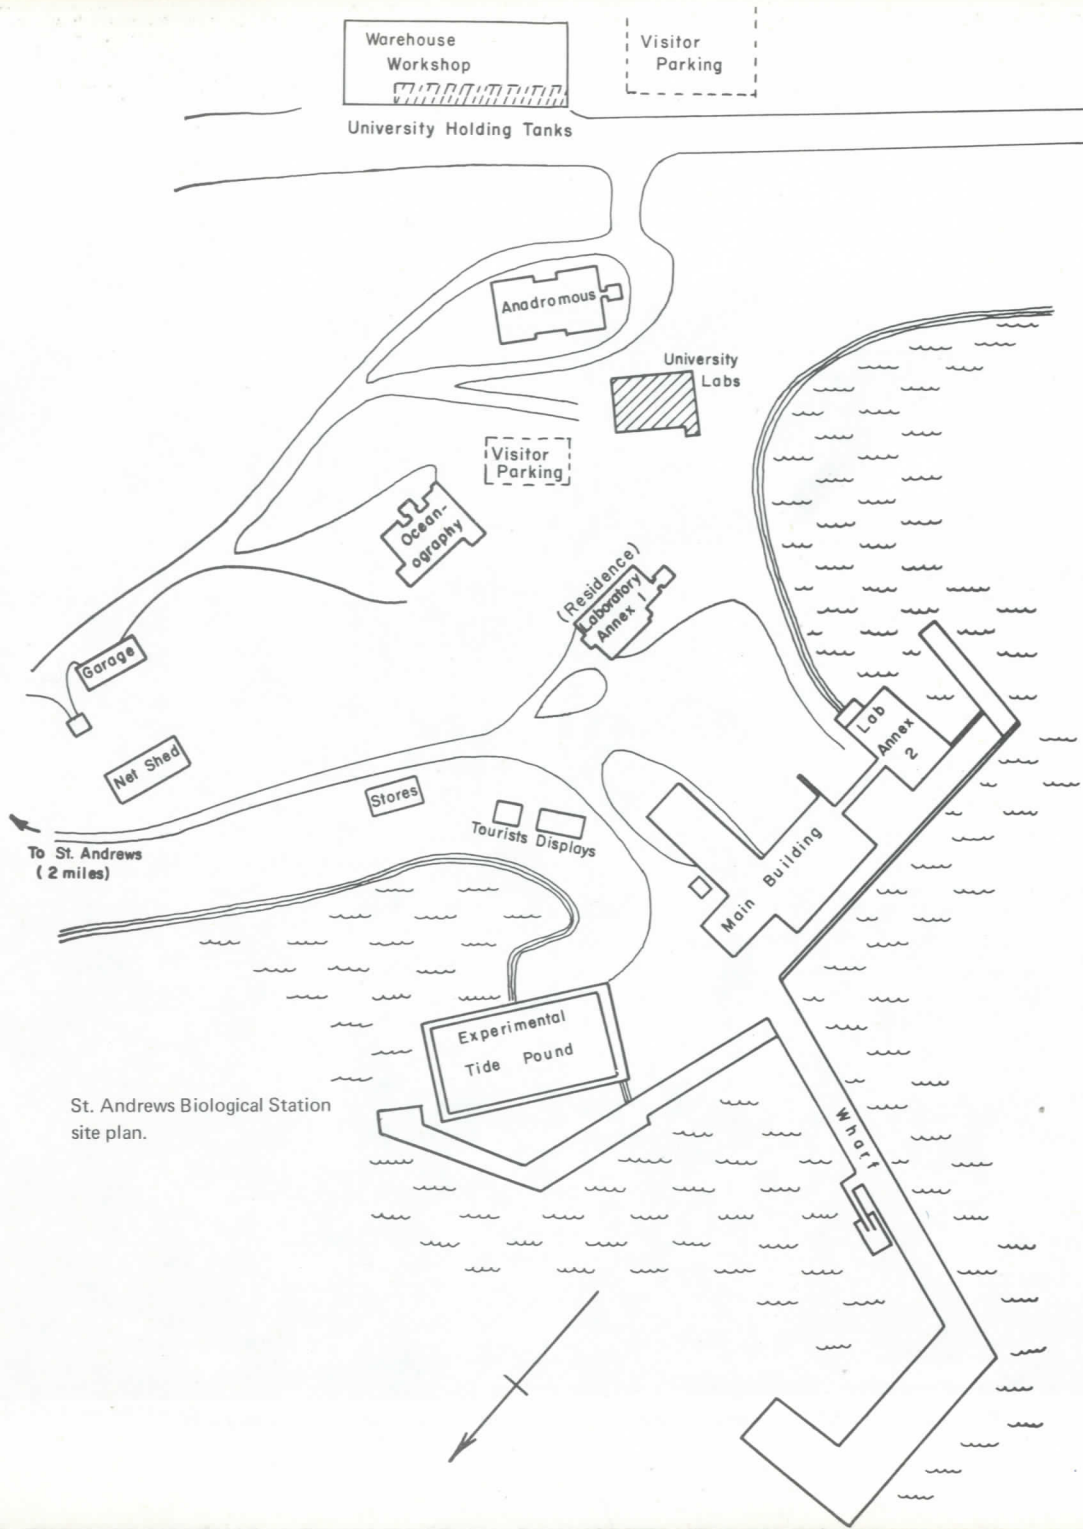 Warehouse
Workshop
Visitor
Parking
University Holding Tanks
Anadromous
University
Labs
Visitor
Parking
Ocean-
ography
(Residence)
Laboratory
Annex 1
Garage
Net Shed
Lab
Annex
2
Stores
Tourists Displays
To St. Andrews
( 2 miles)
Main Building
Experimental
Tide Pound
St. Andrews Biological Station
site plan.
Wharf